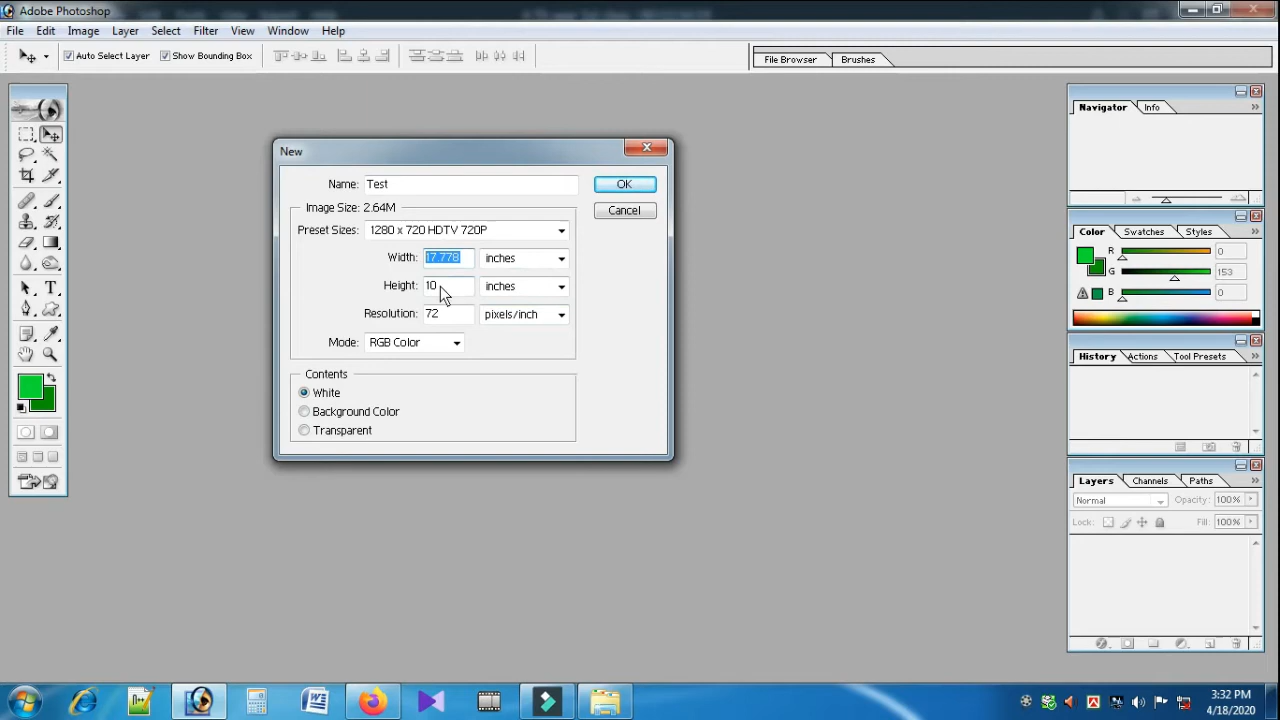 Adobe Photoshop
File Edit Image Layer Select Filter View Window Help
Auto Select Layer Show Bounding Box File Browser Brushes
Navigator Info
New
Name: Test OK
Image Size: 2.64M Cancel
Preset Sizes: 1280 x 720 HDTV 720P
Width: 17.778 inches
Height: 10 inches
Resolution: 72 pixels/inch
Mode: RGB Color
Contents
White
Background Color
Transparent
Color Swatches Styles
R 0
G 153
B 0
History Actions Tool Presets
Layers Channels Paths
Normal Opacity: 100%
Lock: Fill: 100%
3:32 PM
4/18/2020